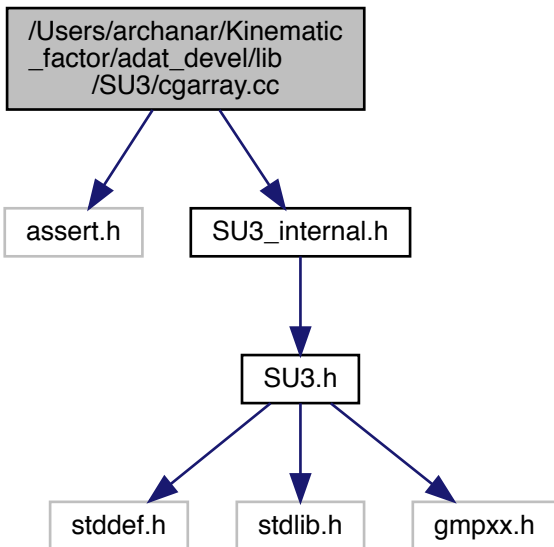 /Users/archanar/Kinematic
_factor/adat_devel/lib
/SU3/cgarray.cc
assert.h
SU3_internal.h
SU3.h
stddef.h
stdlib.h
gmpxx.h